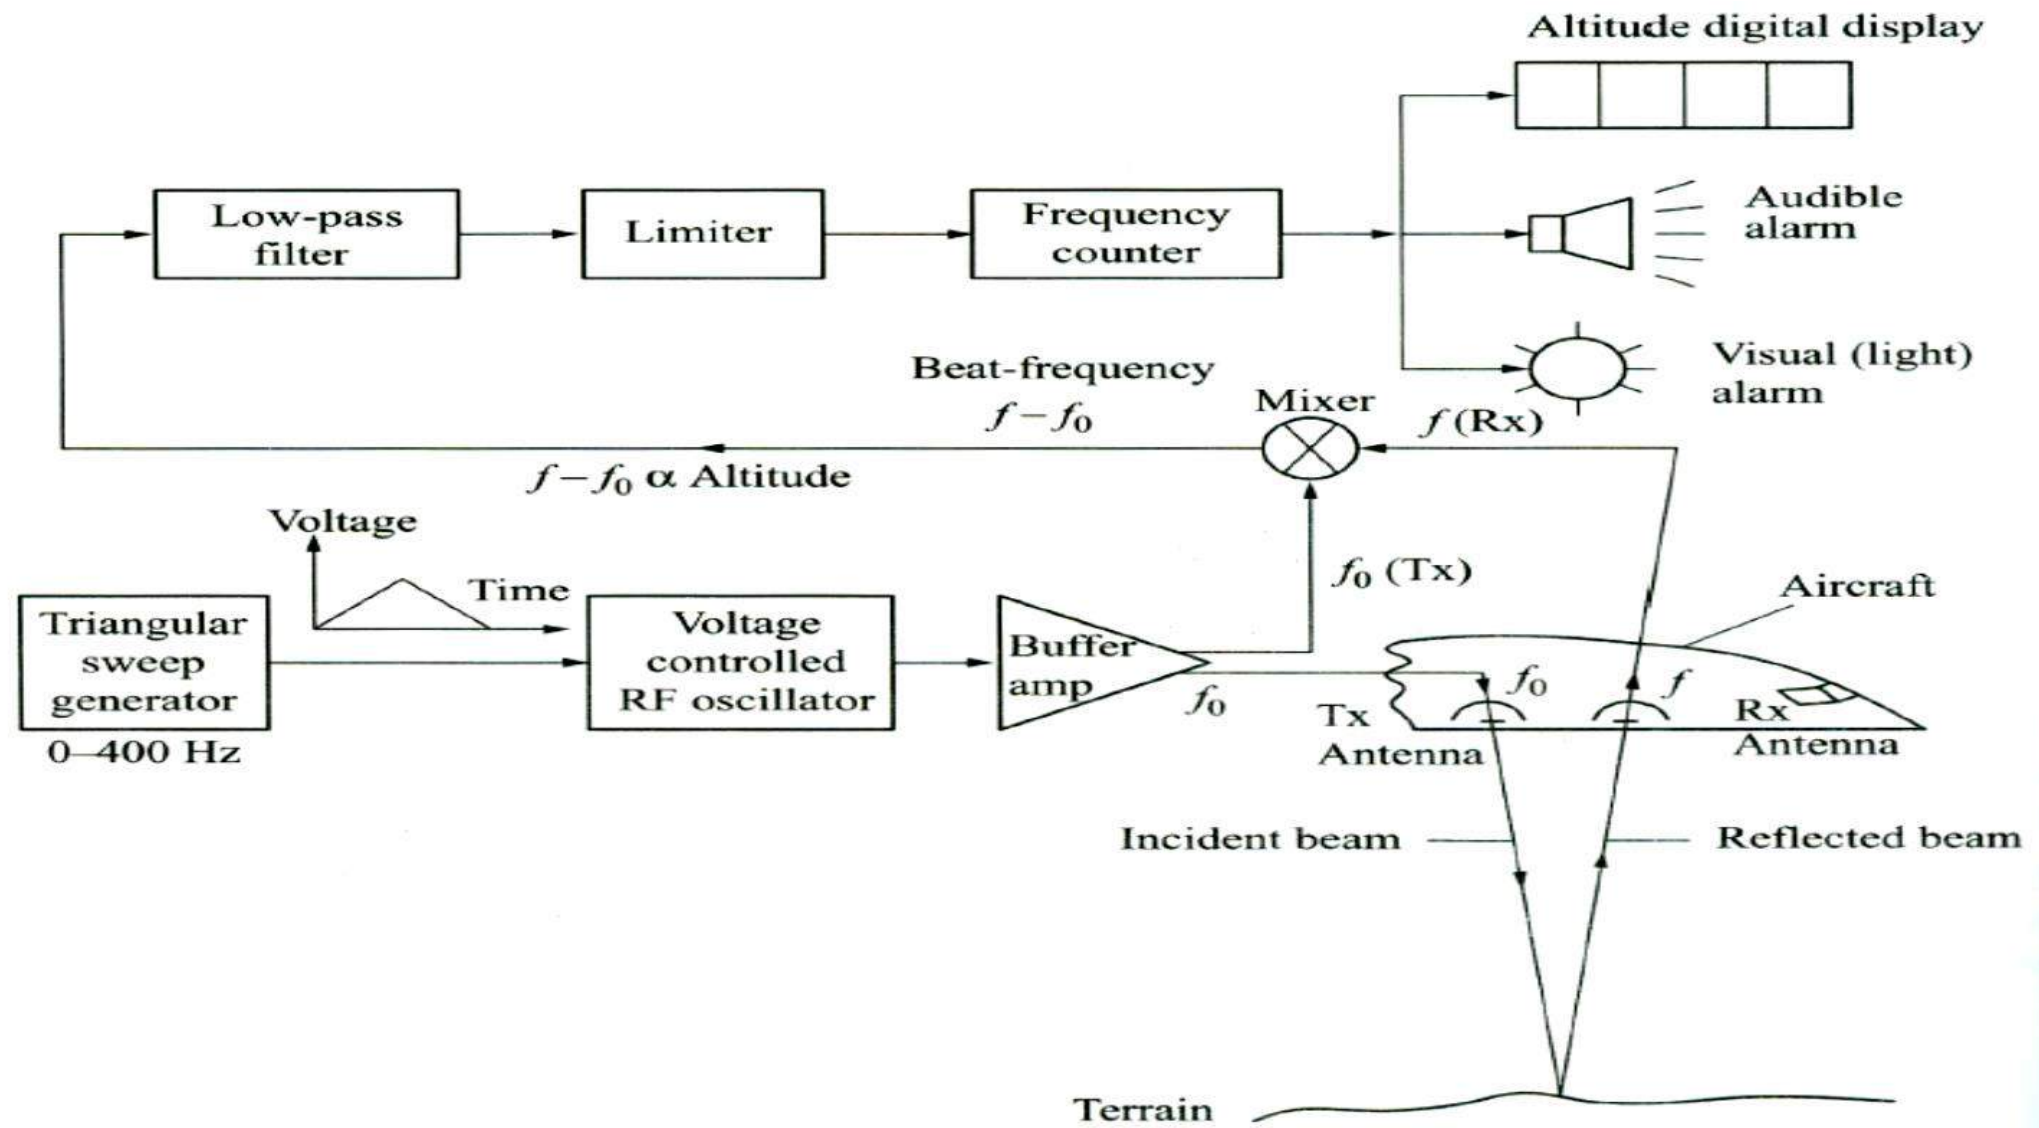 Altitude digital display
Low-pass
filter
Limiter
Frequency
counter
Audible
alarm
Visual (light)
alarm
Beat-frequency
f – f₀
Mixer
f (Rx)
f – f₀ α Altitude
Voltage
Time
Triangular
sweep
generator
0–400 Hz
Voltage
controlled
RF oscillator
Buffer
amp
f₀ (Tx)
f₀
Aircraft
f₀
f
Tx
Antenna
Rx
Antenna
Incident beam
Reflected beam
Terrain